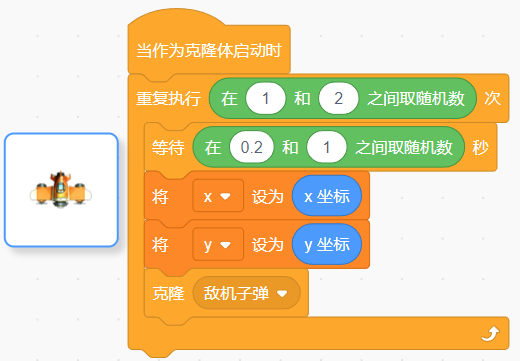 当作为克隆体启动时
重复执行 在 1 和 2 之间取随机数 次
等待 在 0.2 和 1 之间取随机数 秒
将 x 设为 x 坐标
将 y 设为 y 坐标
克隆 敌机子弹